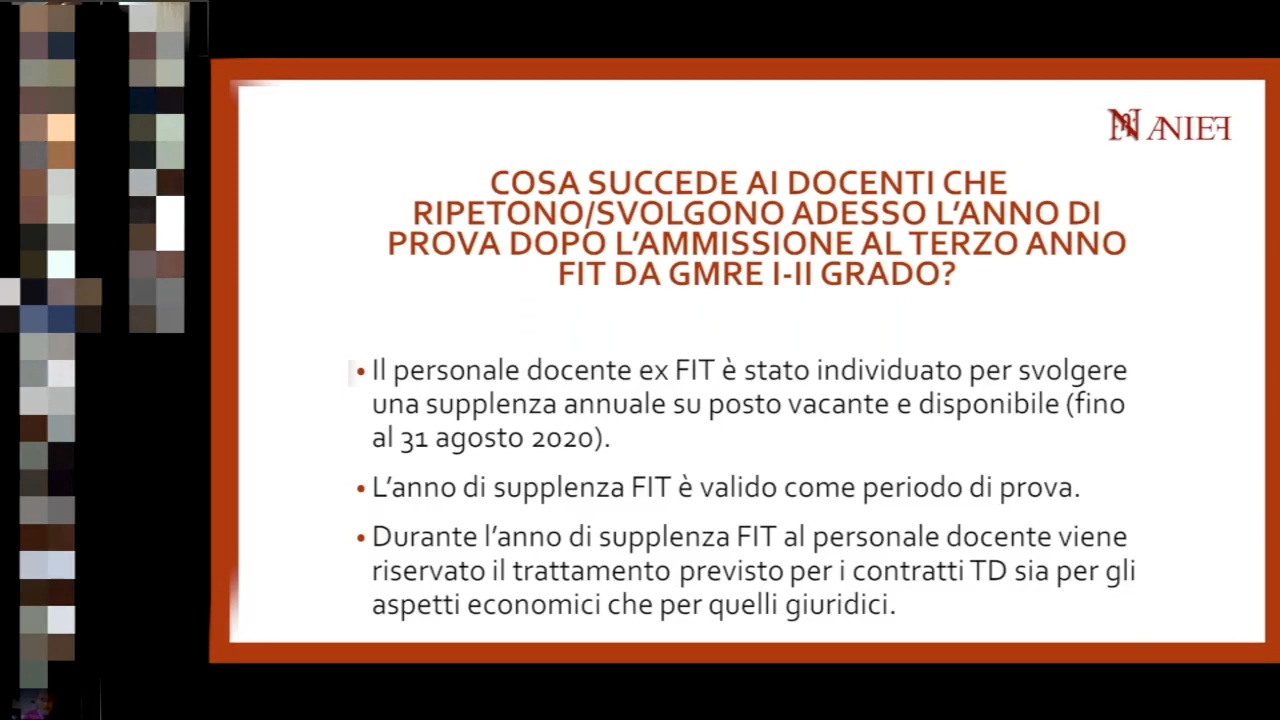 ANIEF
COSA SUCCEDE AI DOCENTI CHE
RIPETONO/SVOLGONO ADESSO L'ANNO DI
PROVA DOPO L'AMMISSIONE AL TERZO ANNO
FIT DA GMRE I-II GRADO?
• Il personale docente ex FIT è stato individuato per svolgere
una supplenza annuale su posto vacante e disponibile (fino
al 31 agosto 2020).
• L'anno di supplenza FIT è valido come periodo di prova.
• Durante l'anno di supplenza FIT al personale docente viene
riservato il trattamento previsto per i contratti TD sia per gli
aspetti economici che per quelli giuridici.